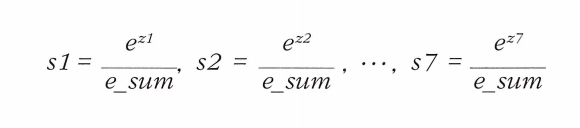 s1 = e^{z1} / e_sum, s2 = e^{z2} / e_sum, ⋯, s7 = e^{z7} / e_sum